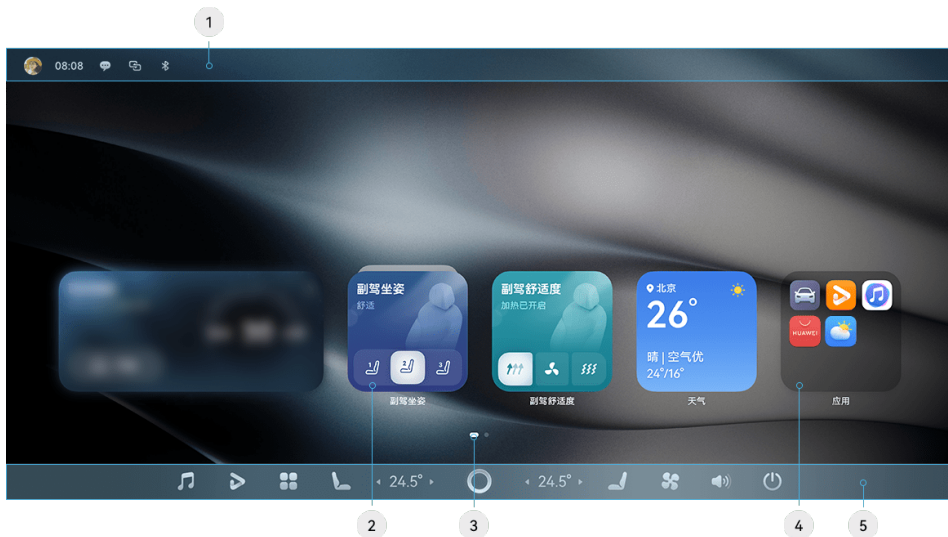 1
08:08
副驾坐姿
舒适
1
2
3
副驾坐姿
副驾舒适度
加热已开启
副驾舒适度
北京
26°
晴 | 空气优
24°/16°
天气
HUAWEI
应用
24.5°
24.5°
2
3
4
5